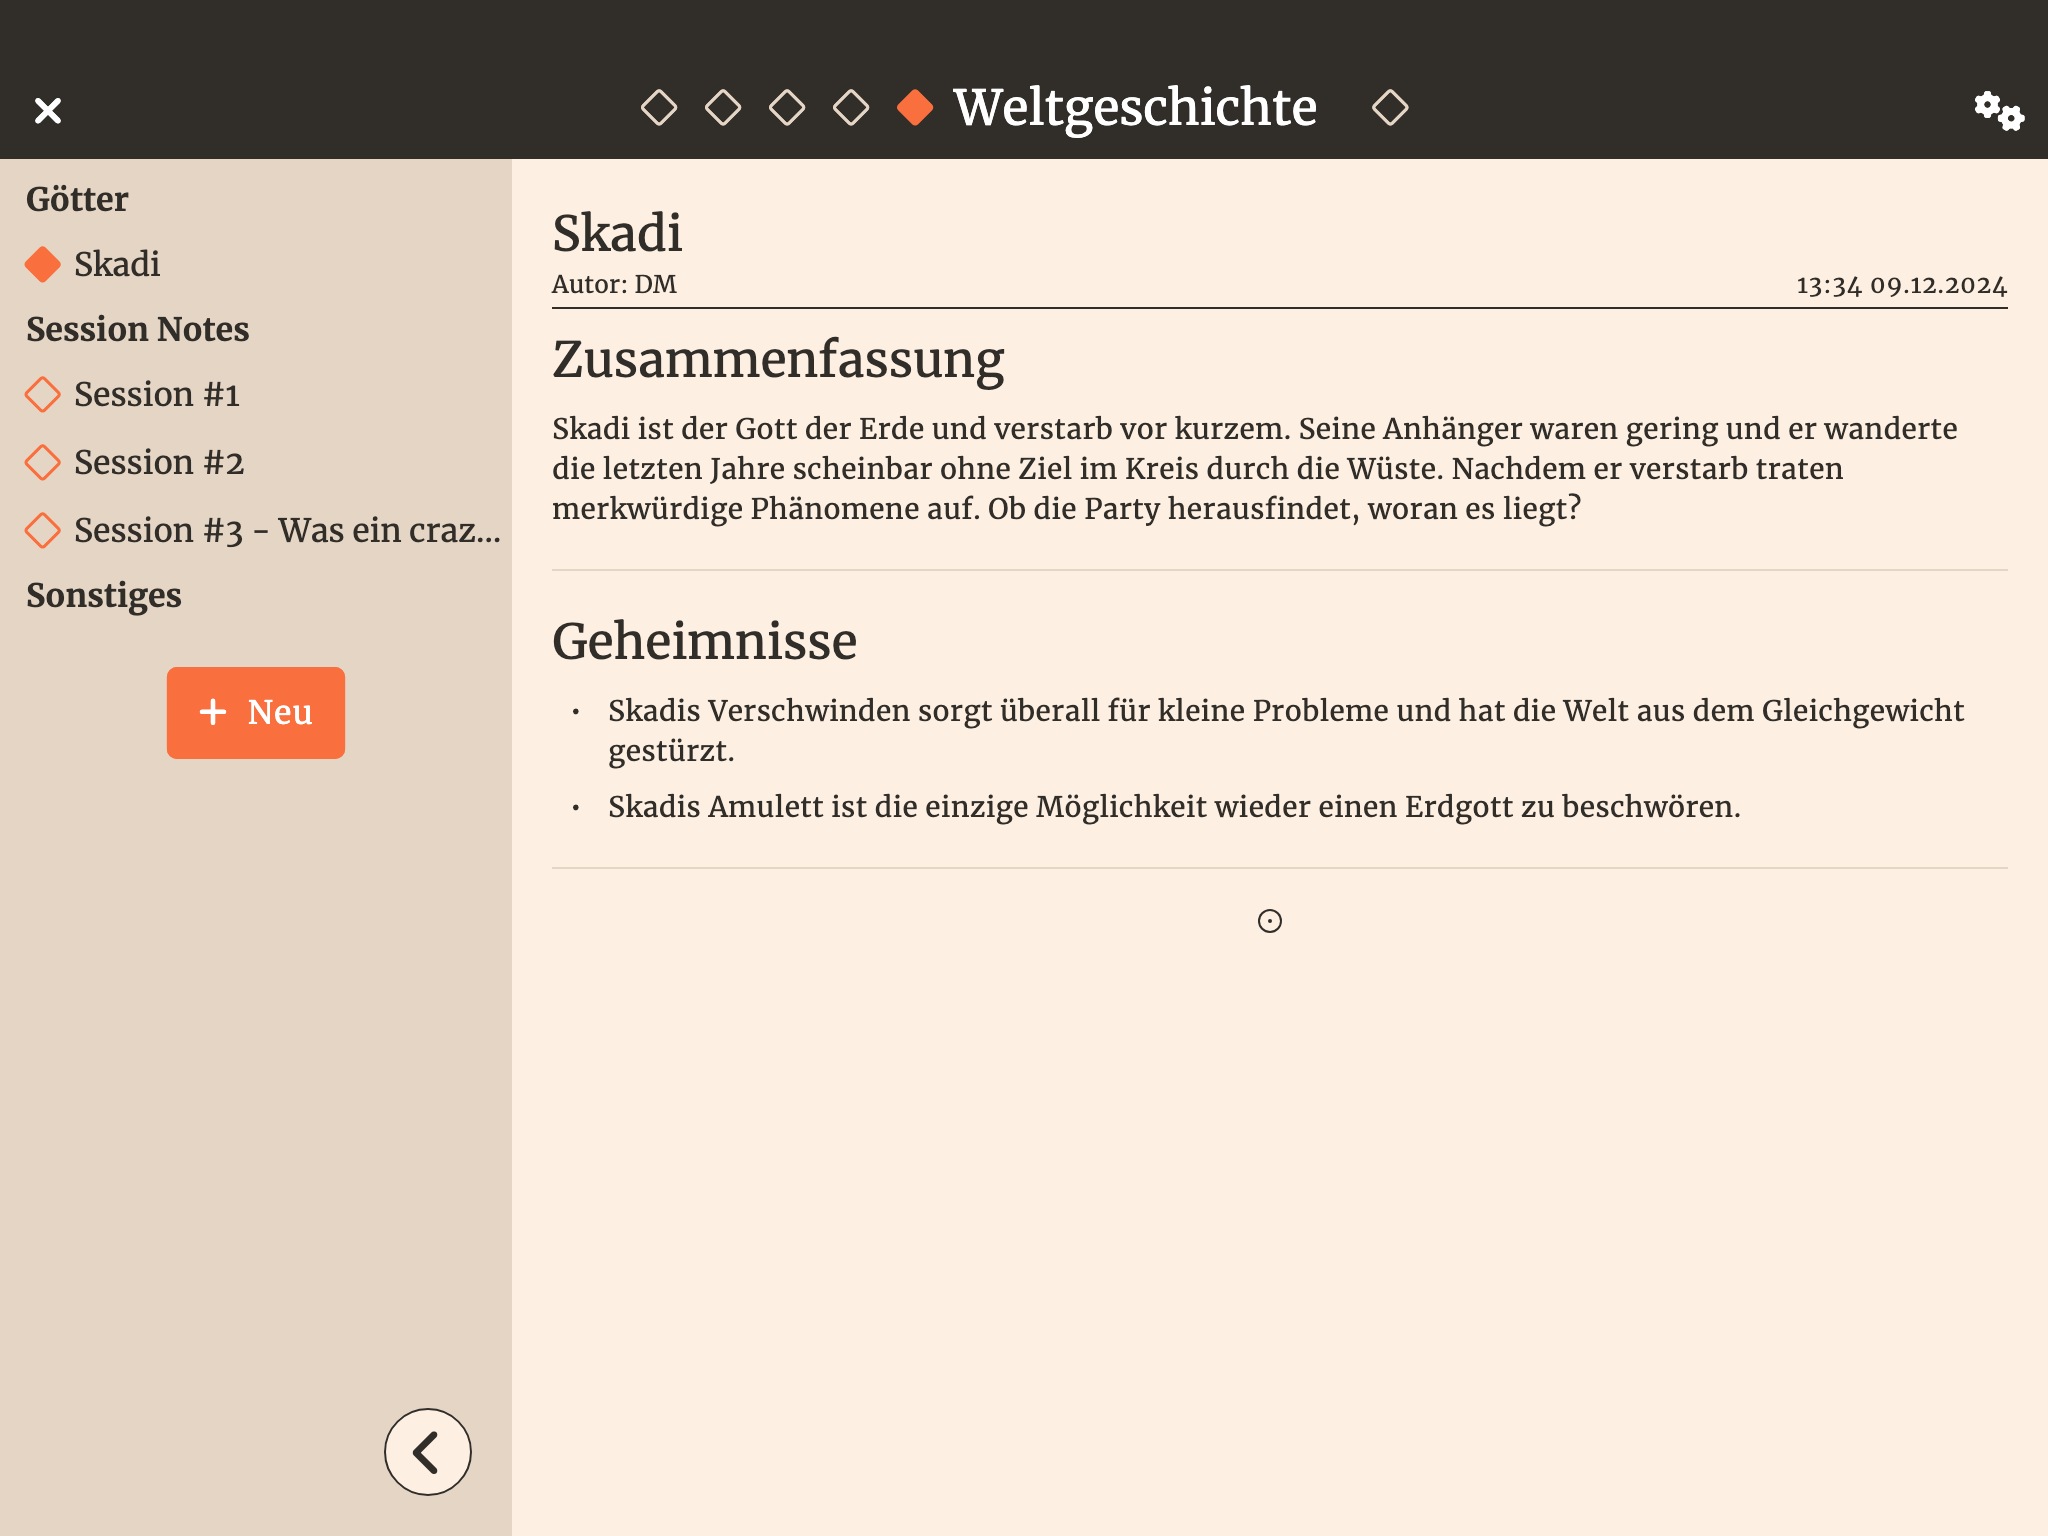 Weltgeschichte
Götter
Skadi
Session Notes
Session #1
Session #2
Session #3 - Was ein craz...
Sonstiges
+ Neu
Skadi
Autor: DM
13:34 09.12.2024
Zusammenfassung
Skadi ist der Gott der Erde und verstarb vor kurzem. Seine Anhänger waren gering und er wanderte
die letzten Jahre scheinbar ohne Ziel im Kreis durch die Wüste. Nachdem er verstarb traten
merkwürdige Phänomene auf. Ob die Party herausfindet, woran es liegt?
Geheimnisse
• Skadis Verschwinden sorgt überall für kleine Probleme und hat die Welt aus dem Gleichgewicht
gestürzt.
• Skadis Amulett ist die einzige Möglichkeit wieder einen Erdgott zu beschwören.